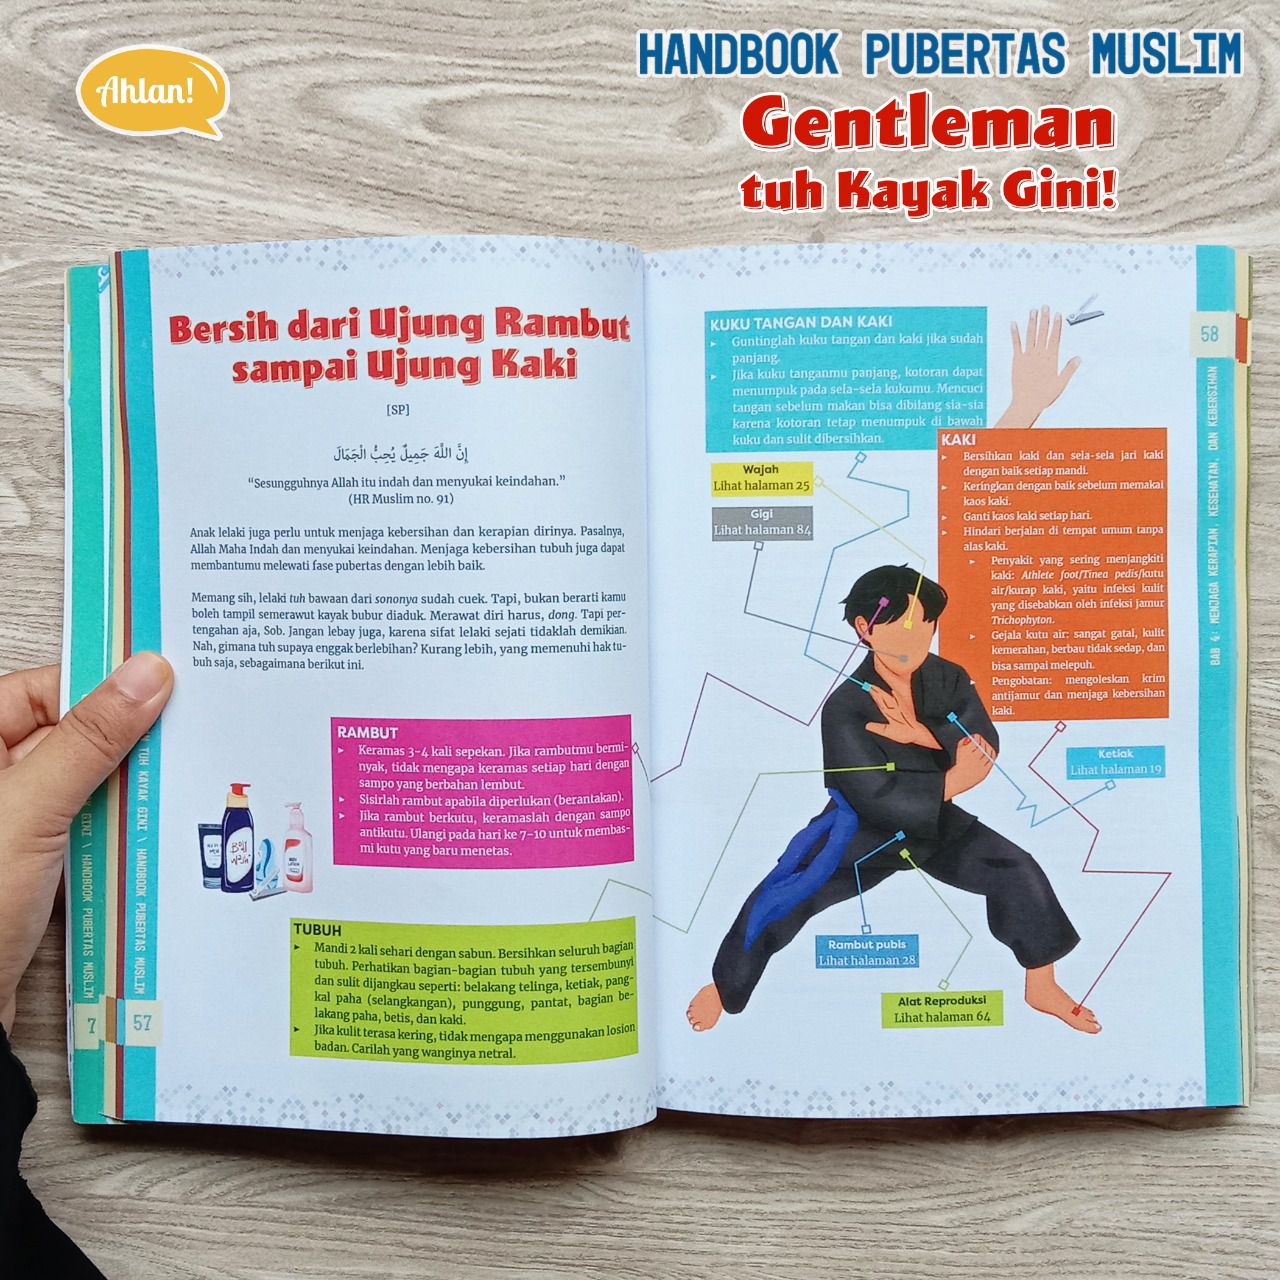 Ahlan!
HANDBOOK PUBERTAS MUSLIM
Gentleman
tuh Kayak Gini!
Bersih dari Ujung Rambut
sampai Ujung Kaki
[SP]
إِنَّ اللّٰهَ جَمِيلٌ يُحِبُّ الْجَمَالَ
“Sesungguhnya Allah itu indah dan menyukai keindahan.”
(HR Muslim no. 91)
Anak lelaki juga perlu untuk menjaga kebersihan dan kerapian dirinya. Pasalnya,
Allah Maha Indah dan menyukai keindahan. Menjaga kebersihan tubuh juga dapat
membantumu melewati fase pubertas dengan lebih baik.
Memang sih, lelaki tuh bawaan dari sononya sudah cuek. Tapi, bukan berarti kamu
boleh tampil semerawut kayak bubur diaduk. Merawat diri harus, dong. Tapi per-
tengahan aja, Sob. Jangan lebay juga, karena sifat lelaki sejati tidaklah demikian.
Nah, gimana tuh supaya enggak berlebihan? Kurang lebih, yang memenuhi hak tu-
buh saja, sebagaimana berikut ini.
RAMBUT
▸ Keramas 3-4 kali sepekan. Jika rambutmu bermi-
nyak, tidak mengapa keramas setiap hari dengan
sampo yang berbahan lembut.
▸ Sisirlah rambut apabila diperlukan (berantakan).
▸ Jika rambut berkutu, keramaslah dengan sampo
antikutu. Ulangi pada hari ke 7-10 untuk membas-
mi kutu yang baru menetas.
Body
Wash
TUBUH
▸ Mandi 2 kali sehari dengan sabun. Bersihkan seluruh bagian
tubuh. Perhatikan bagian-bagian tubuh yang tersembunyi
dan sulit dijangkau seperti: belakang telinga, ketiak, pang-
kal paha (selangkangan), punggung, pantat, bagian be-
lakang paha, betis, dan kaki.
▸ Jika kulit terasa kering, tidak mengapa menggunakan losion
badan. Carilah yang wanginya netral.
TUH KAYAK GINI \ HANDBOOK PUBERTAS MUSLIM
57
GINI \ HANDBOOK PUBERTAS MUSLIM
7
KUKU TANGAN DAN KAKI
▸ Guntinglah kuku tangan dan kaki jika sudah
panjang.
▸ Jika kuku tanganmu panjang, kotoran dapat
menumpuk pada sela-sela kukumu. Mencuci
tangan sebelum makan bisa dibilang sia-sia
karena kotoran tetap menumpuk di bawah
kuku dan sulit dibersihkan.
KAKI
▸ Bersihkan kaki dan sela-sela jari kaki
dengan baik setiap mandi.
▸ Keringkan dengan baik sebelum memakai
kaos kaki.
▸ Ganti kaos kaki setiap hari.
▸ Hindari berjalan di tempat umum tanpa
alas kaki.
▸ Penyakit yang sering menjangkiti
kaki: Athlete foot/Tinea pedis/kutu
air/kurap kaki, yaitu infeksi kulit
yang disebabkan oleh infeksi jamur
Trichophyton.
▸ Gejala kutu air: sangat gatal, kulit
kemerahan, berbau tidak sedap, dan
bisa sampai melepuh.
▸ Pengobatan: mengoleskan krim
antijamur dan menjaga kebersihan
kaki.
Wajah
Lihat halaman 25
Gigi
Lihat halaman 84
Ketiak
Lihat halaman 19
Rambut pubis
Lihat halaman 28
Alat Reproduksi
Lihat halaman 64
58
BAB 4: MENJAGA KERAPIAN, KESEHATAN, DAN KEBERSIHAN